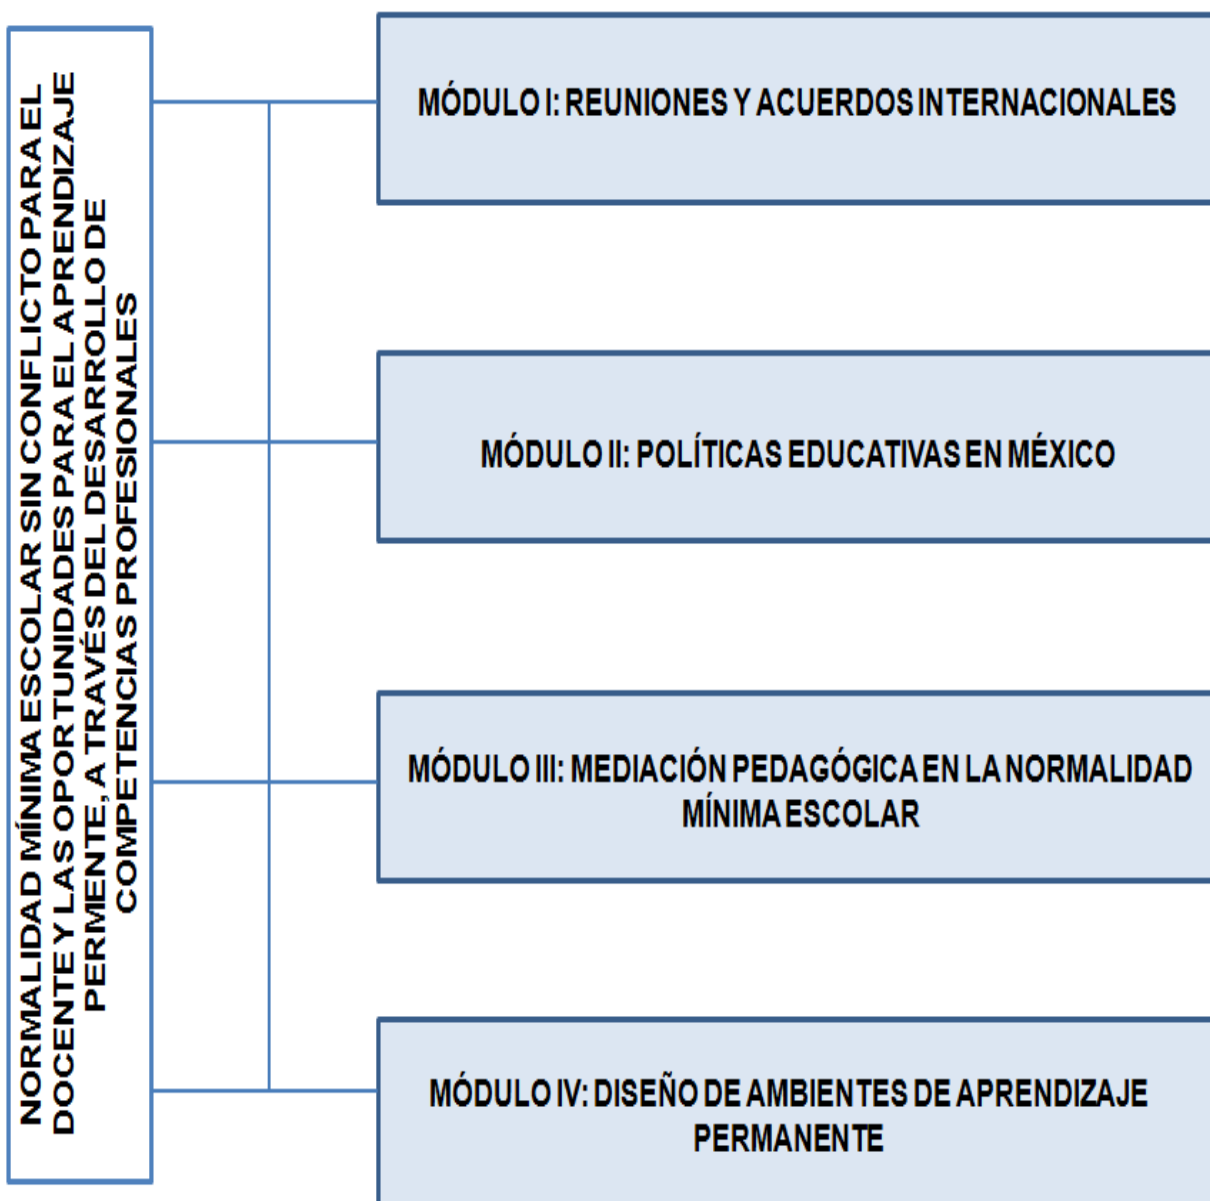 NORMALIDAD MÍNIMA ESCOLAR SIN CONFLICTO PARA EL
DOCENTE Y LAS OPORTUNIDADES PARA EL APRENDIZAJE
PERMENTE, A TRAVÉS DEL DESARROLLO DE
COMPETENCIAS PROFESIONALES
MÓDULO I: REUNIONES Y ACUERDOS INTERNACIONALES
MÓDULO II: POLÍTICAS EDUCATIVAS EN MÉXICO
MÓDULO III: MEDIACIÓN PEDAGÓGICA EN LA NORMALIDAD
MÍNIMA ESCOLAR
MÓDULO IV: DISEÑO DE AMBIENTES DE APRENDIZAJE
PERMANENTE